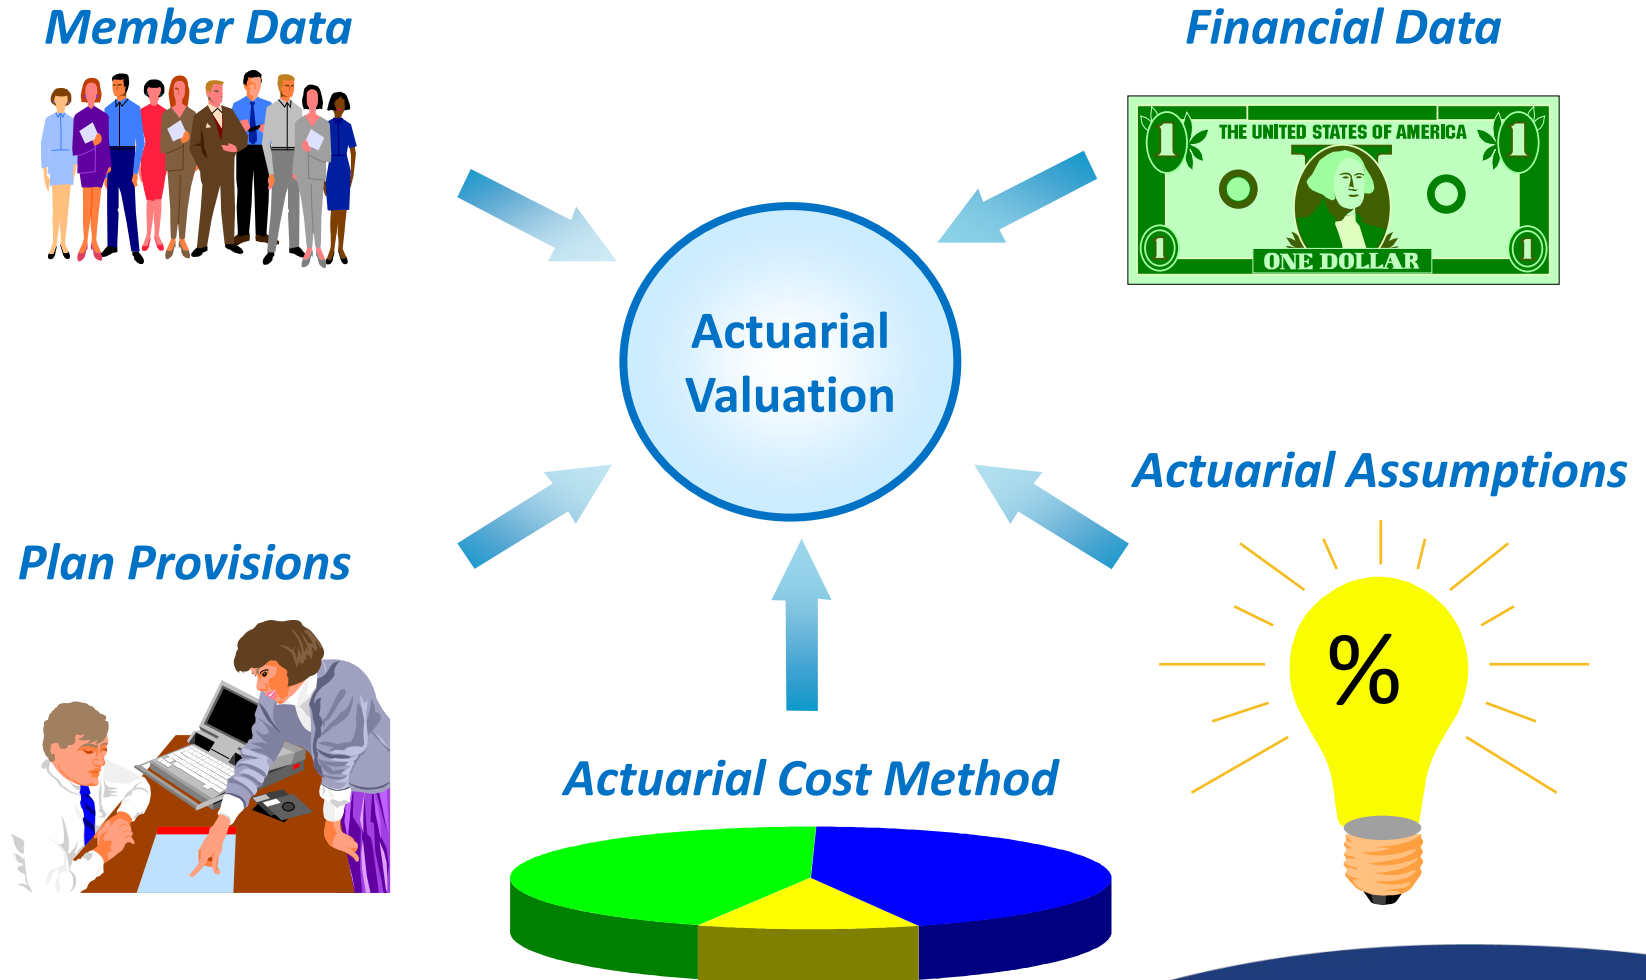 Member Data
Financial Data
1
1
THE UNITED STATES OF AMERICA
1
1
ONE DOLLAR
Actuarial
Valuation
Actuarial Assumptions
Plan Provisions
%
Actuarial Cost Method